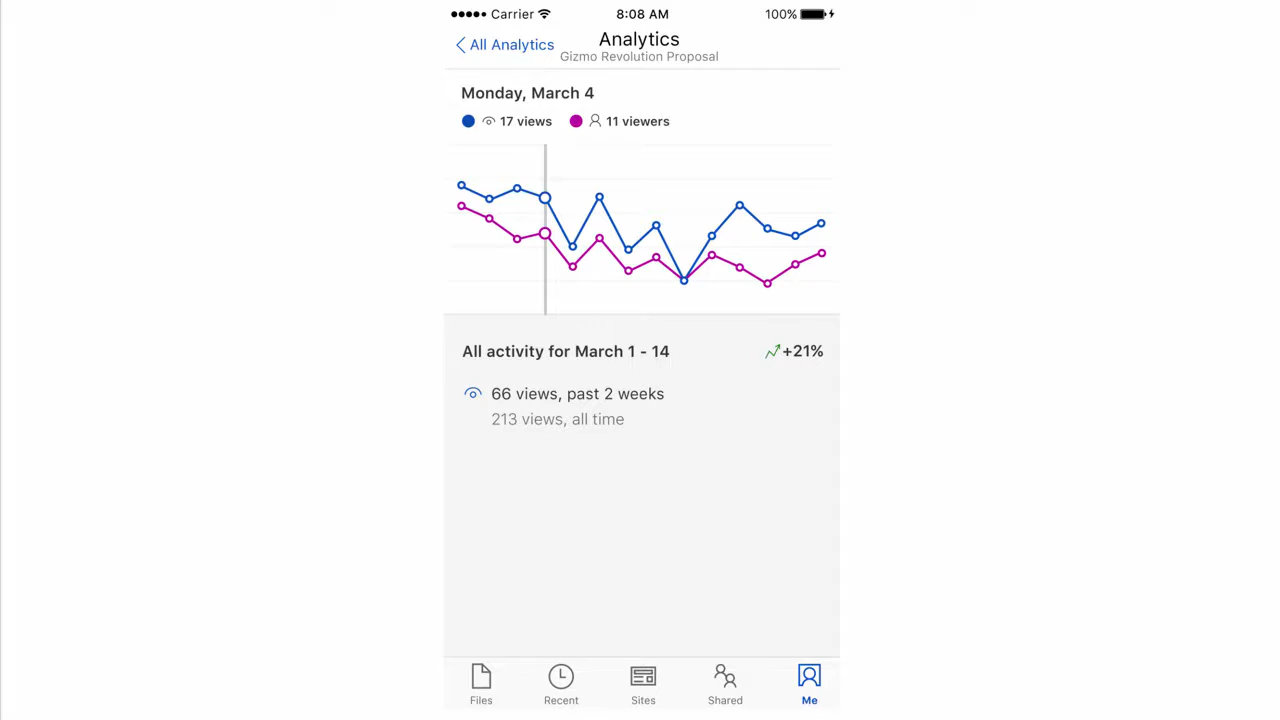 Carrier 8:08 AM 100%
All Analytics Analytics
Gizmo Revolution Proposal
Monday, March 4
17 views 11 viewers
All activity for March 1 - 14 +21%
66 views, past 2 weeks
213 views, all time
Files Recent Sites Shared Me